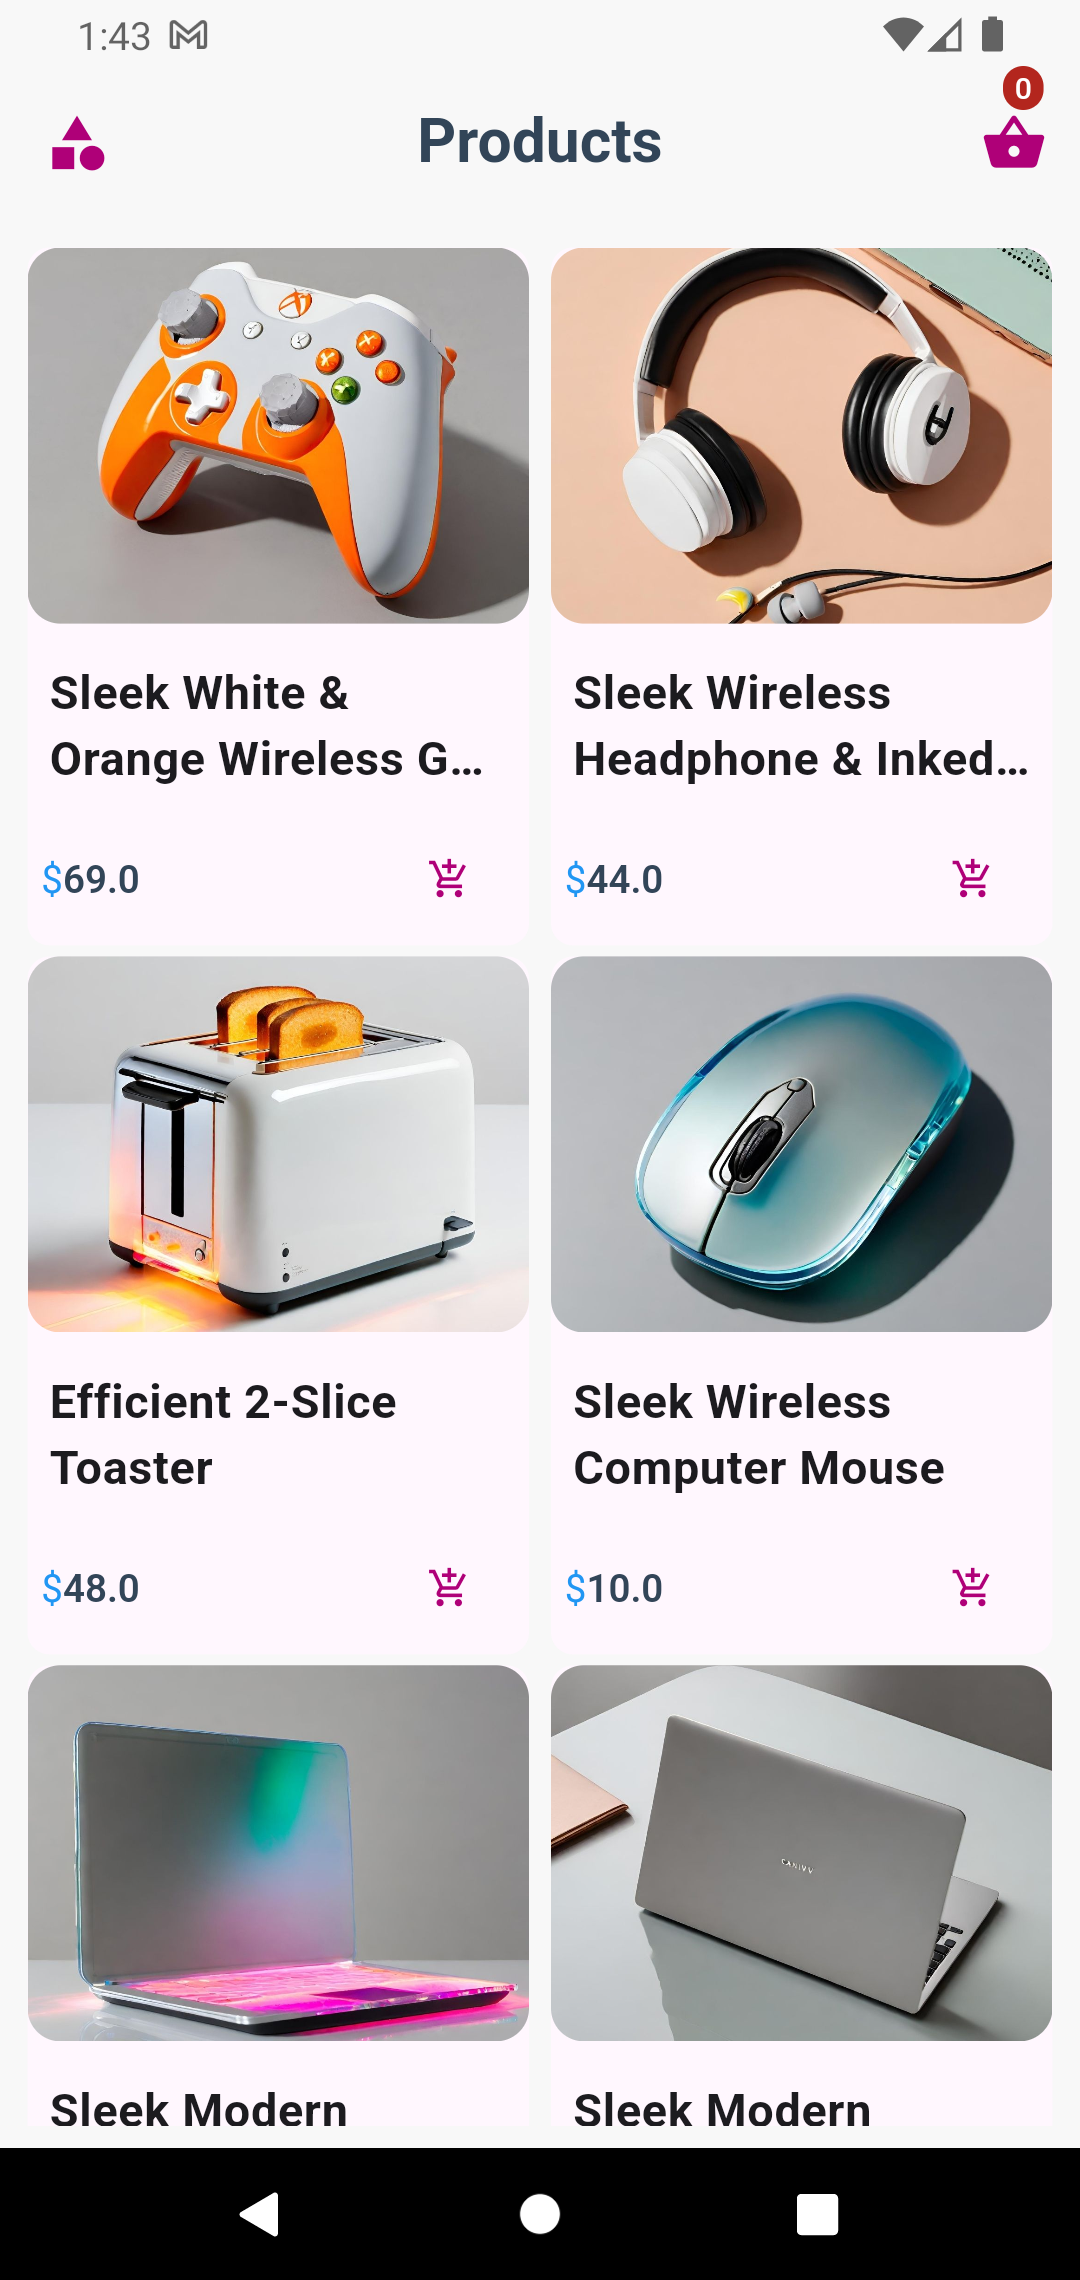 1:43
0
Products
Sleek White &
Orange Wireless G...
Sleek Wireless
Headphone & Inked...
$69.0
$44.0
Efficient 2-Slice
Toaster
Sleek Wireless
Computer Mouse
$48.0
$10.0
Sleek Modern
Sleek Modern